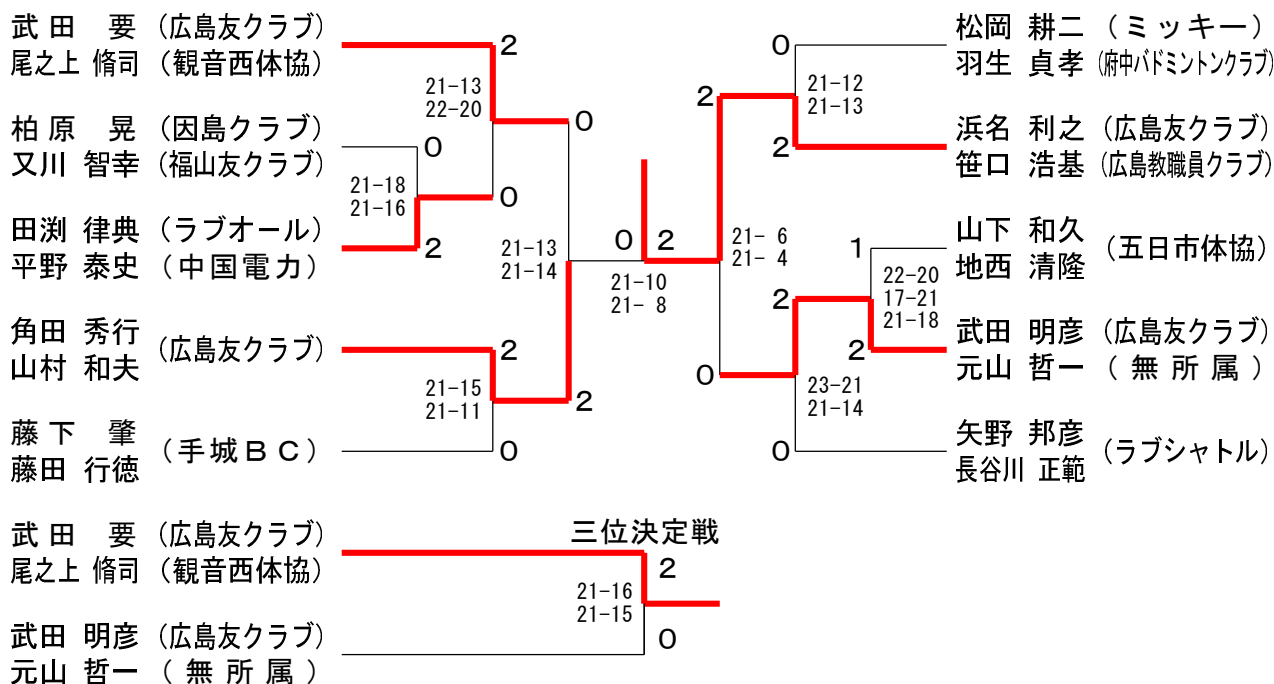 武田 要 (広島友クラブ)
尾之上 脩司 (観音西体協)
2
21-13
22-20
0
柏原 晃 (因島クラブ)
又川 智幸 (福山友クラブ)
0
21-18
21-16
0
田渕 律典 (ラブオール)
平野 泰史 (中国電力)
2
21-13
21-14
角田 秀行
山村 和夫
(広島友クラブ)
2
21-15
21-11
2
藤下 肇
藤田 行徳
(手城BC)
0
0 2
21-10
21- 8
松岡 耕二 (ミッキー)
羽生 貞孝 (府中バドミントンクラブ)
0
21-12
21-13
2
浜名 利之 (広島友クラブ)
笹口 浩基 (広島教職員クラブ)
2
21- 6
21- 4
山下 和久
地西 清隆
(五日市体協)
1
22-20
17-21
21-18
2
武田 明彦 (広島友クラブ)
元山 哲一 (無所属)
2
0
23-21
21-14
矢野 邦彦
長谷川 正範
(ラブシャトル)
0
三位決定戦
武田 要 (広島友クラブ)
尾之上 脩司 (観音西体協)
2
21-16
21-15
0
武田 明彦 (広島友クラブ)
元山 哲一 (無所属)